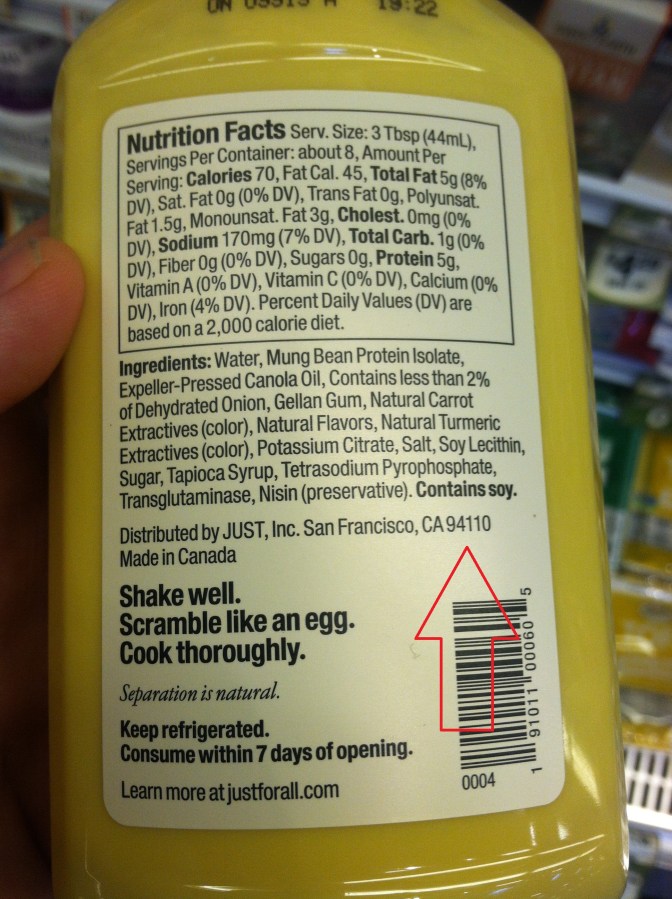 19:22
Nutrition Facts Serv. Size: 3 Tbsp (44mL),
Servings Per Container: about 8, Amount Per
Serving: Calories 70, Fat Cal. 45, Total Fat 5g (8%
DV), Sat. Fat 0g (0% DV), Trans Fat 0g, Polyunsat.
Fat 1.5g, Monounsat. Fat 3g, Cholest. 0mg (0%
DV), Sodium 170mg (7% DV), Total Carb. 1g (0%
DV), Fiber 0g (0% DV), Sugars 0g, Protein 5g,
Vitamin A (0% DV), Vitamin C (0% DV), Calcium (0%
DV), Iron (4% DV). Percent Daily Values (DV) are
based on a 2,000 calorie diet.
Ingredients: Water, Mung Bean Protein Isolate,
Expeller-Pressed Canola Oil, Contains less than 2%
of Dehydrated Onion, Gellan Gum, Natural Carrot
Extractives (color), Natural Flavors, Natural Turmeric
Extractives (color), Potassium Citrate, Salt, Soy Lecithin,
Sugar, Tapioca Syrup, Tetrasodium Pyrophosphate,
Transglutaminase, Nisin (preservative). Contains soy.
Distributed by JUST, Inc. San Francisco, CA 94110
Made in Canada
Shake well.
Scramble like an egg.
Cook thoroughly.
Separation is natural.
Keep refrigerated.
Consume within 7 days of opening.
Learn more at justforall.com
0004
1 91011 00060 5